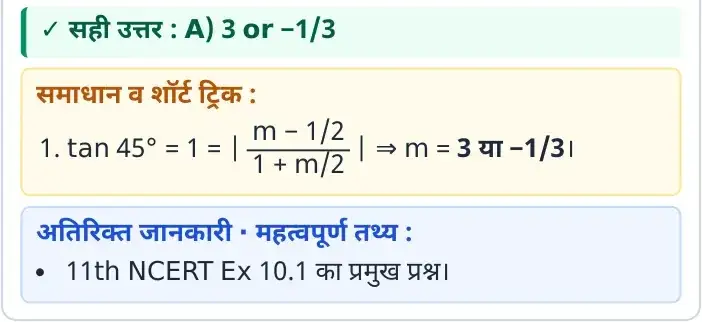 ✓ सही उत्तर : A) 3 or −1/3
समाधान व शॉर्ट ट्रिक :
1. tan 45° = 1 = | (m − 1/2)/(1 + m/2) | ⇒ m = 3 या −1/3।
अतिरिक्त जानकारी · महत्वपूर्ण तथ्य :
• 11th NCERT Ex 10.1 का प्रमुख प्रश्न।